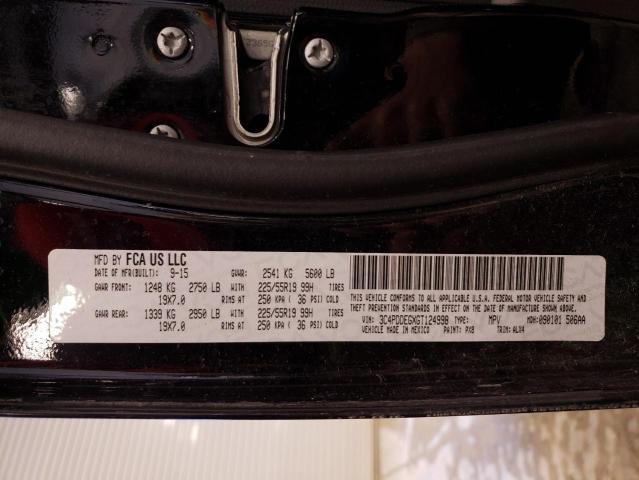 MFD BY FCA US LLC
DATE OF MFR(BUILT): 9-15 GVWR: 2541 KG 5600 LB
GAWR FRONT: 1248 KG 2750 LB 225/55R19 99H TIRES
19X7.0 RIMS AT 250 KPA ( 36 PSI) COLD
GAWR REAR: 1339 KG 2950 LB 225/55R19 99H TIRES
19X7.0 RIMS AT 250 KPA ( 36 PSI) COLD
THIS VEHICLE CONFORMS TO ALL APPLICABLE U.S.A. FEDERAL MOTOR VEHICLE SAFETY AND
THEFT PREVENTION STANDARDS IN EFFECT ON THE DATE OF MANUFACTURE SHOWN ABOVE.
VIN: 3C4PDDEGXGT124998 TYPE: MPV MDH: 090101 506AA
VEHICLE MADE IN MEXICO PAINT: PX8 TRIM: ALX4